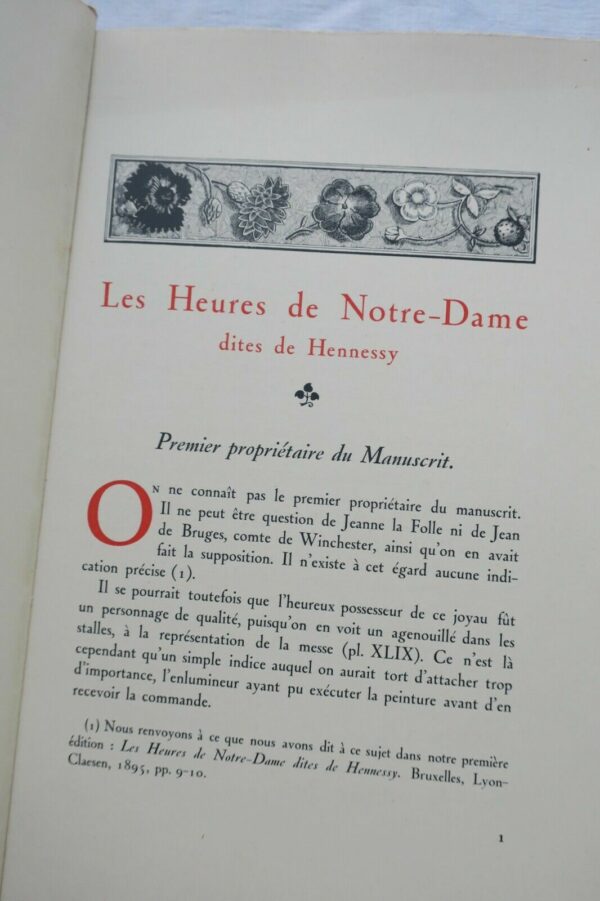 Les Heures de Notre-Dame
dites de Hennessy
Premier propriétaire du Manuscrit.
ON ne connaît pas le premier propriétaire du manuscrit.
Il ne peut être question de Jeanne la Folle ni de Jean
de Bruges, comte de Winchester, ainsi qu'on en avait
fait la supposition. Il n'existe à cet égard aucune indi-
cation précise (1).
Il se pourrait toutefois que l'heureux possesseur de ce joyau fût
un personnage de qualité, puisqu'on en voit un agenouillé dans les
stalles, à la représentation de la messe (pl. XLIX). Ce n'est là
cependant qu'un simple indice auquel on aurait tort d'attacher trop
d'importance, l'enlumineur ayant pu exécuter la peinture avant d'en
recevoir la commande.
(1) Nous renvoyons à ce que nous avons dit à ce sujet dans notre première
édition : Les Heures de Notre-Dame dites de Hennessy. Bruxelles, Lyon-
Claesen, 1895, pp. 9-10.
1